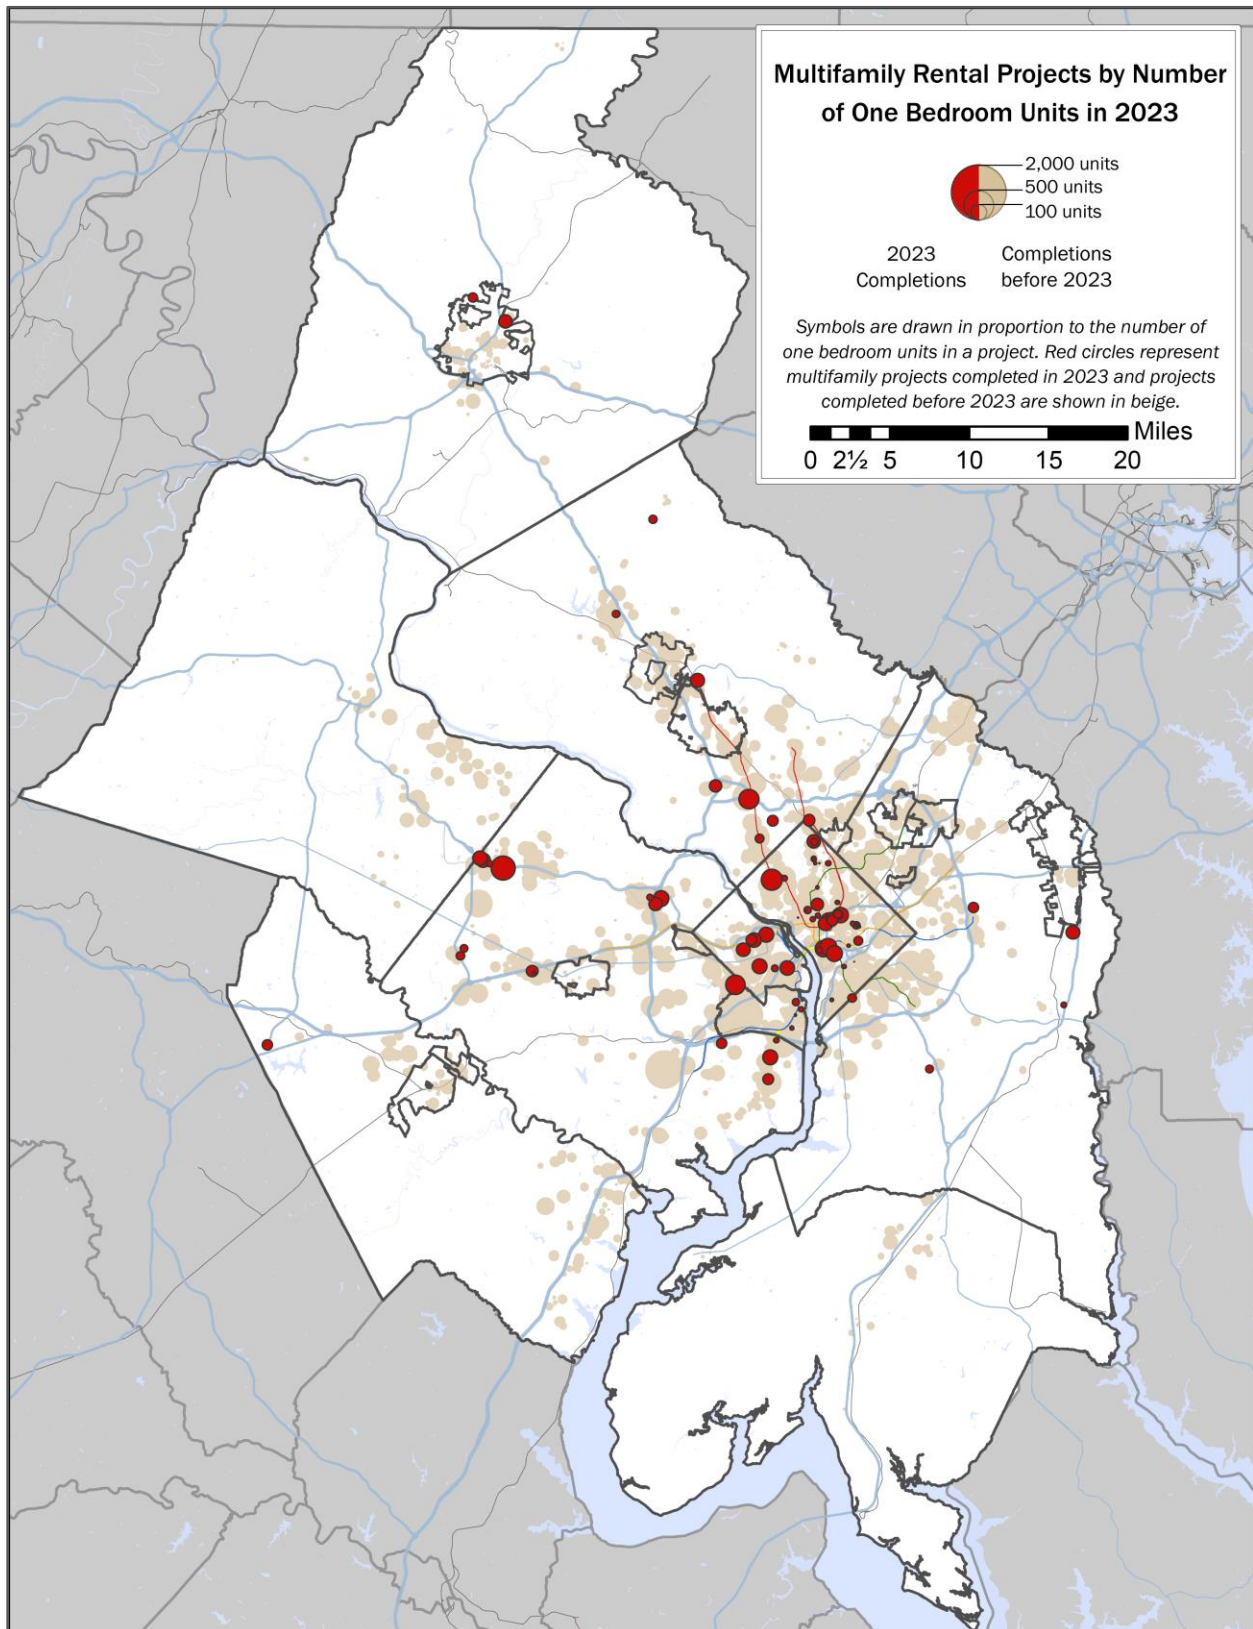 Multifamily Rental Projects by Number
of One Bedroom Units in 2023
2,000 units
500 units
100 units
2023 Completions
Completions before 2023
Symbols are drawn in proportion to the number of
one bedroom units in a project. Red circles represent
multifamily projects completed in 2023 and projects
completed before 2023 are shown in beige.
Miles
0 2½ 5 10 15 20